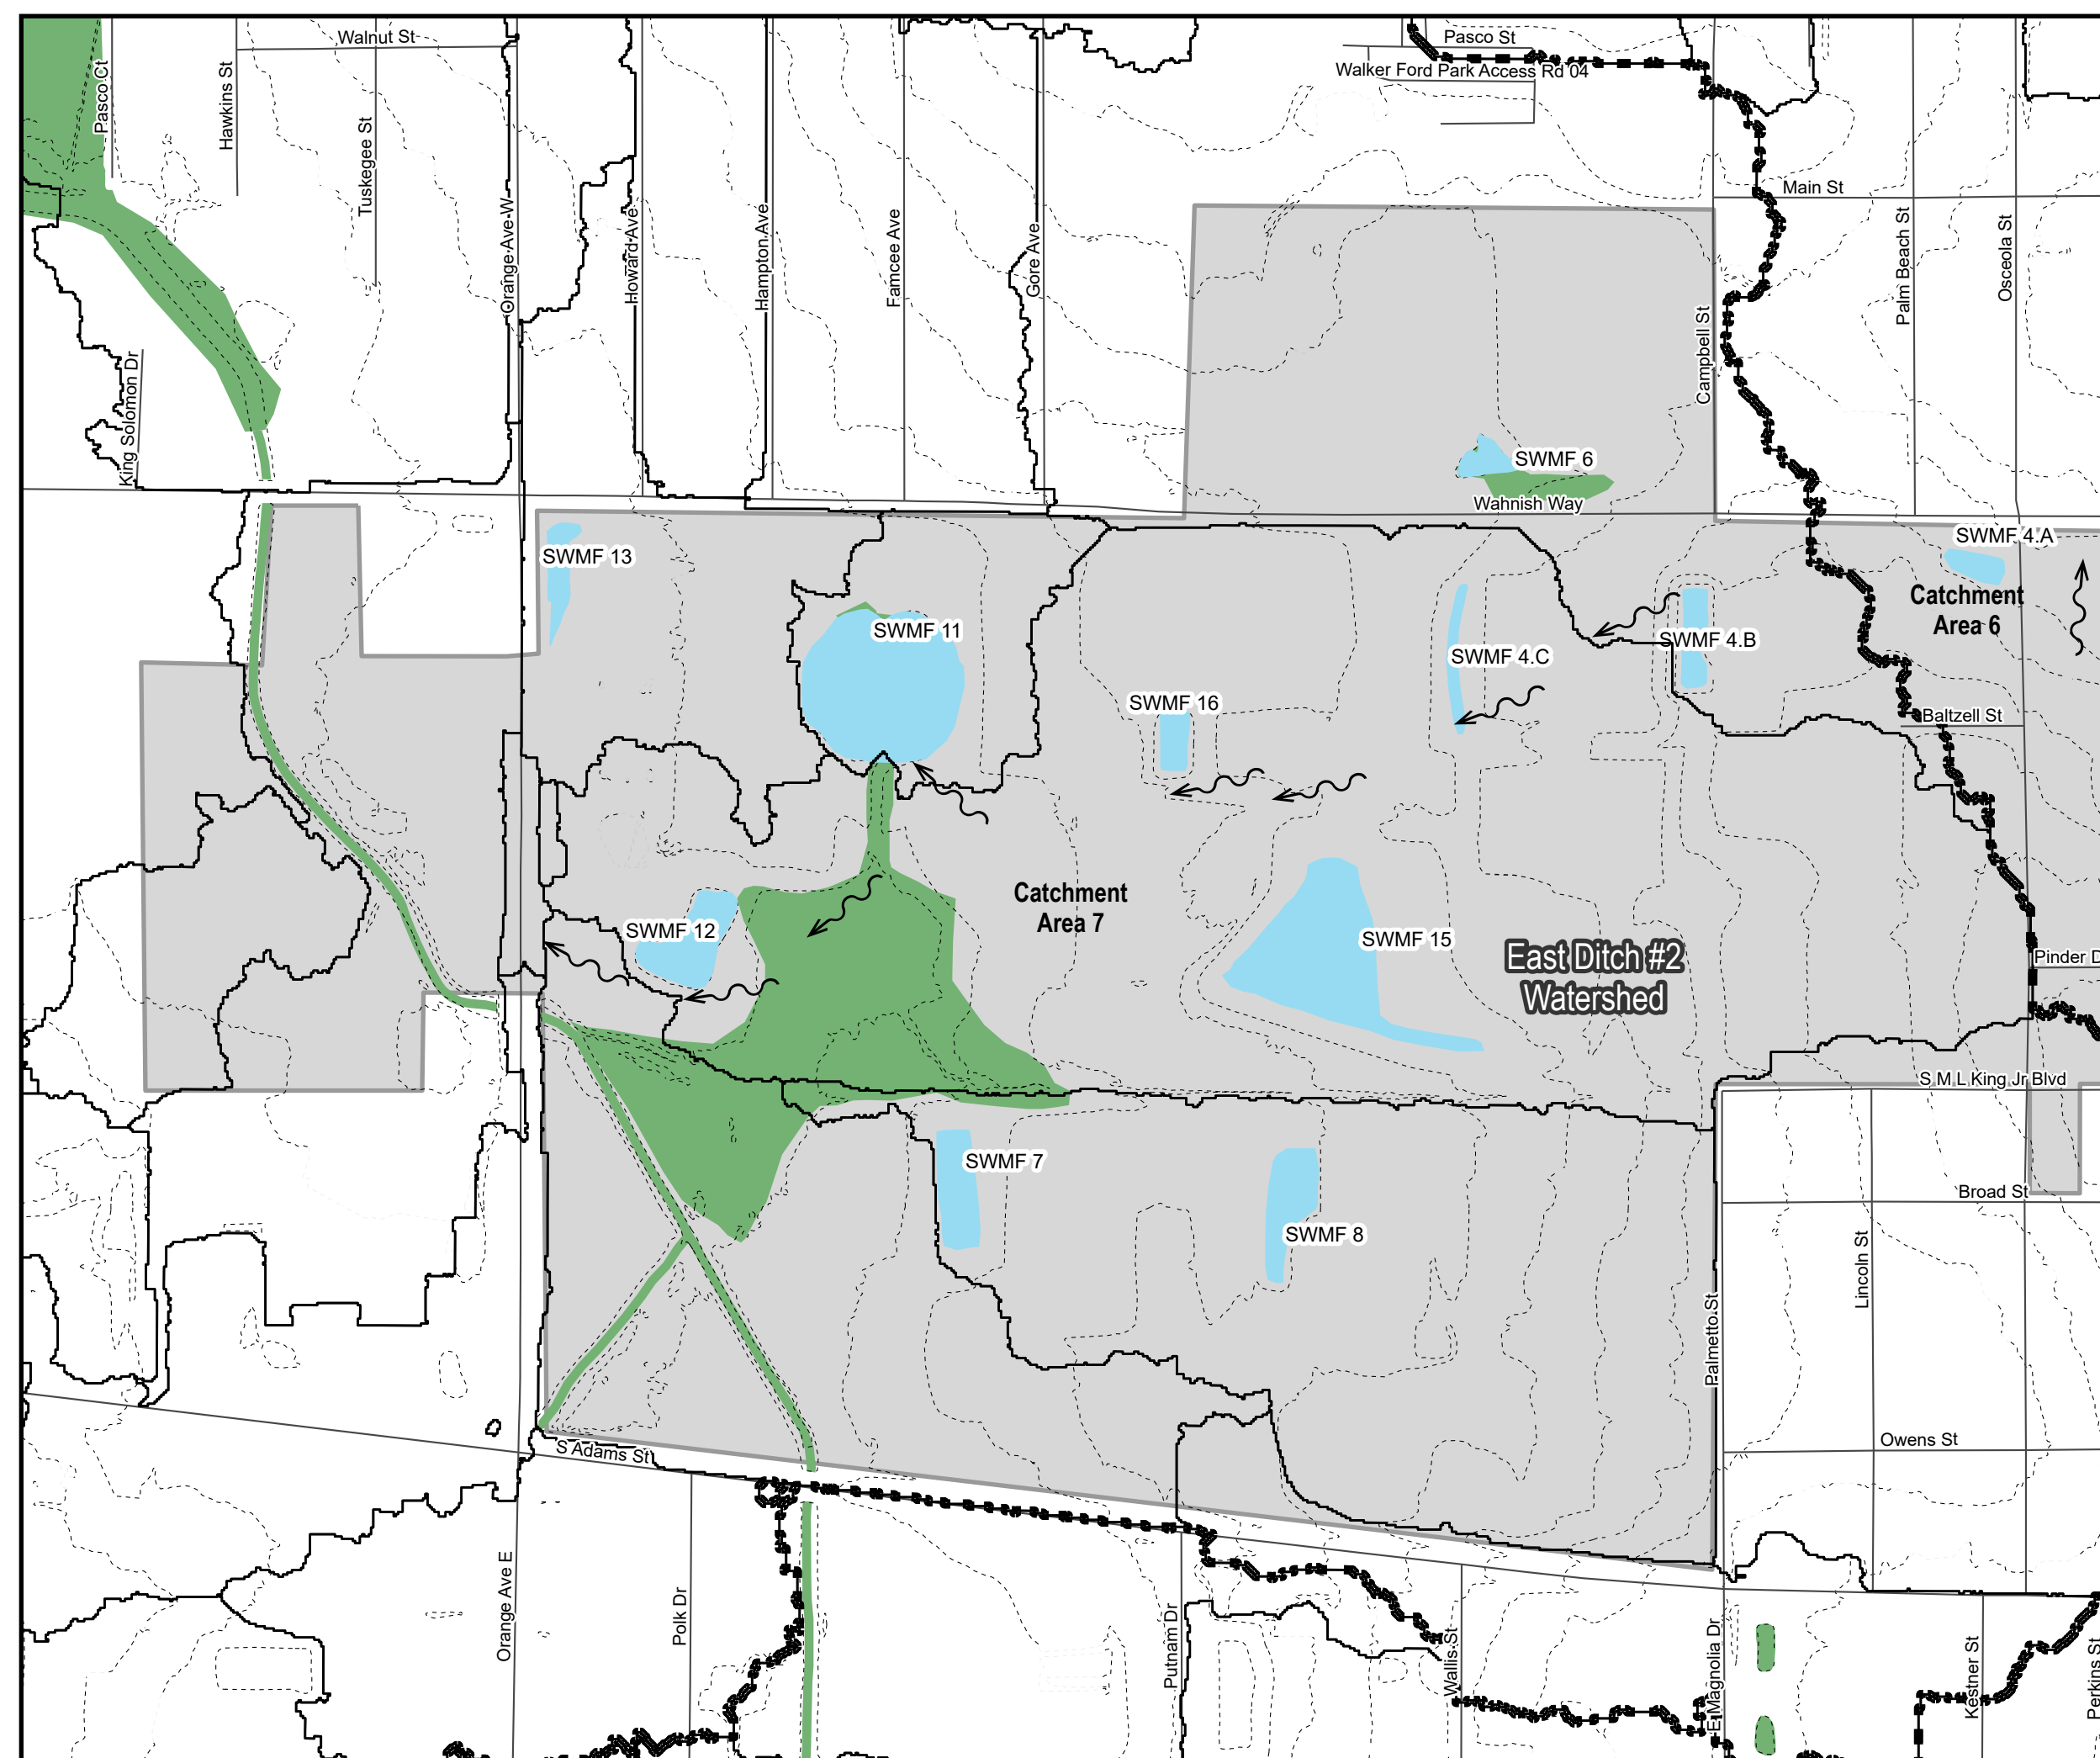 Walnut St
Pasco St
Walker Ford Park Access Rd 04
Pasco Ct
Hawkins St
Tuskegee St
Orange Ave W
Howard Ave
Hampton Ave
Famcee Ave
Gore Ave
Main St
Campbell St
Palm Beach St
Osceola St
King Solomon Dr
SWMF 6
Wahnish Way
SWMF 13
SWMF 11
SWMF 4.A
Catchment
Area 6
SWMF 4.C
SWMF 4.B
SWMF 16
Baltzell St
SWMF 12
Catchment
Area 7
SWMF 15
East Ditch #2
Watershed
Pinder D
S M L King Jr Blvd
SWMF 7
SWMF 8
Broad St
Lincoln St
Palmetto St
S Adams St
Owens St
Orange Ave E
Polk Dr
Putnam Dr
Wallis St
E Magnolia Dr
Kestner St
Perkins St